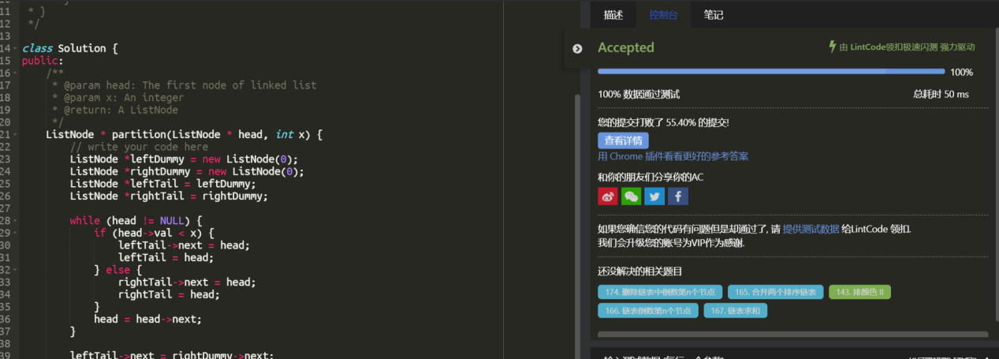 11 * }
12 */
13
14 class Solution {
15 public:
16 /**
17 * @param head: The first node of linked list
18 * @param x: An integer
19 * @return: A ListNode
20 */
21 ListNode * partition(ListNode * head, int x) {
22 // write your code here
23 ListNode *leftDummy = new ListNode(0);
24 ListNode *rightDummy = new ListNode(0);
25 ListNode *leftTail = leftDummy;
26 ListNode *rightTail = rightDummy;
27
28 while (head != NULL) {
29 if (head->val < x) {
30 leftTail->next = head;
31 leftTail = head;
32 } else {
33 rightTail->next = head;
34 rightTail = head;
35 }
36 head = head->next;
37 }
38
39 leftTail->next = rightDummy->next;
描述 控制台 笔记
Accepted
由 LintCode领扣极速闪测 强力驱动
100%
100% 数据通过测试 总耗时 50 ms
您的提交打败了 55.40% 的提交!
查看详情
用 Chrome 插件看看更好的参考答案
和你的朋友们分享你的AC
如果您确信您的代码有问题但是却通过了, 请 提供测试数据 给LintCode 领扣.
我们会升级您的账号为VIP作为感谢.
还没解决的相关题目
174. 删除链表中倒数第n个节点 165. 合并两个排序链表 143. 排颜色 II
166. 链表倒数第n个节点 167. 链表求和